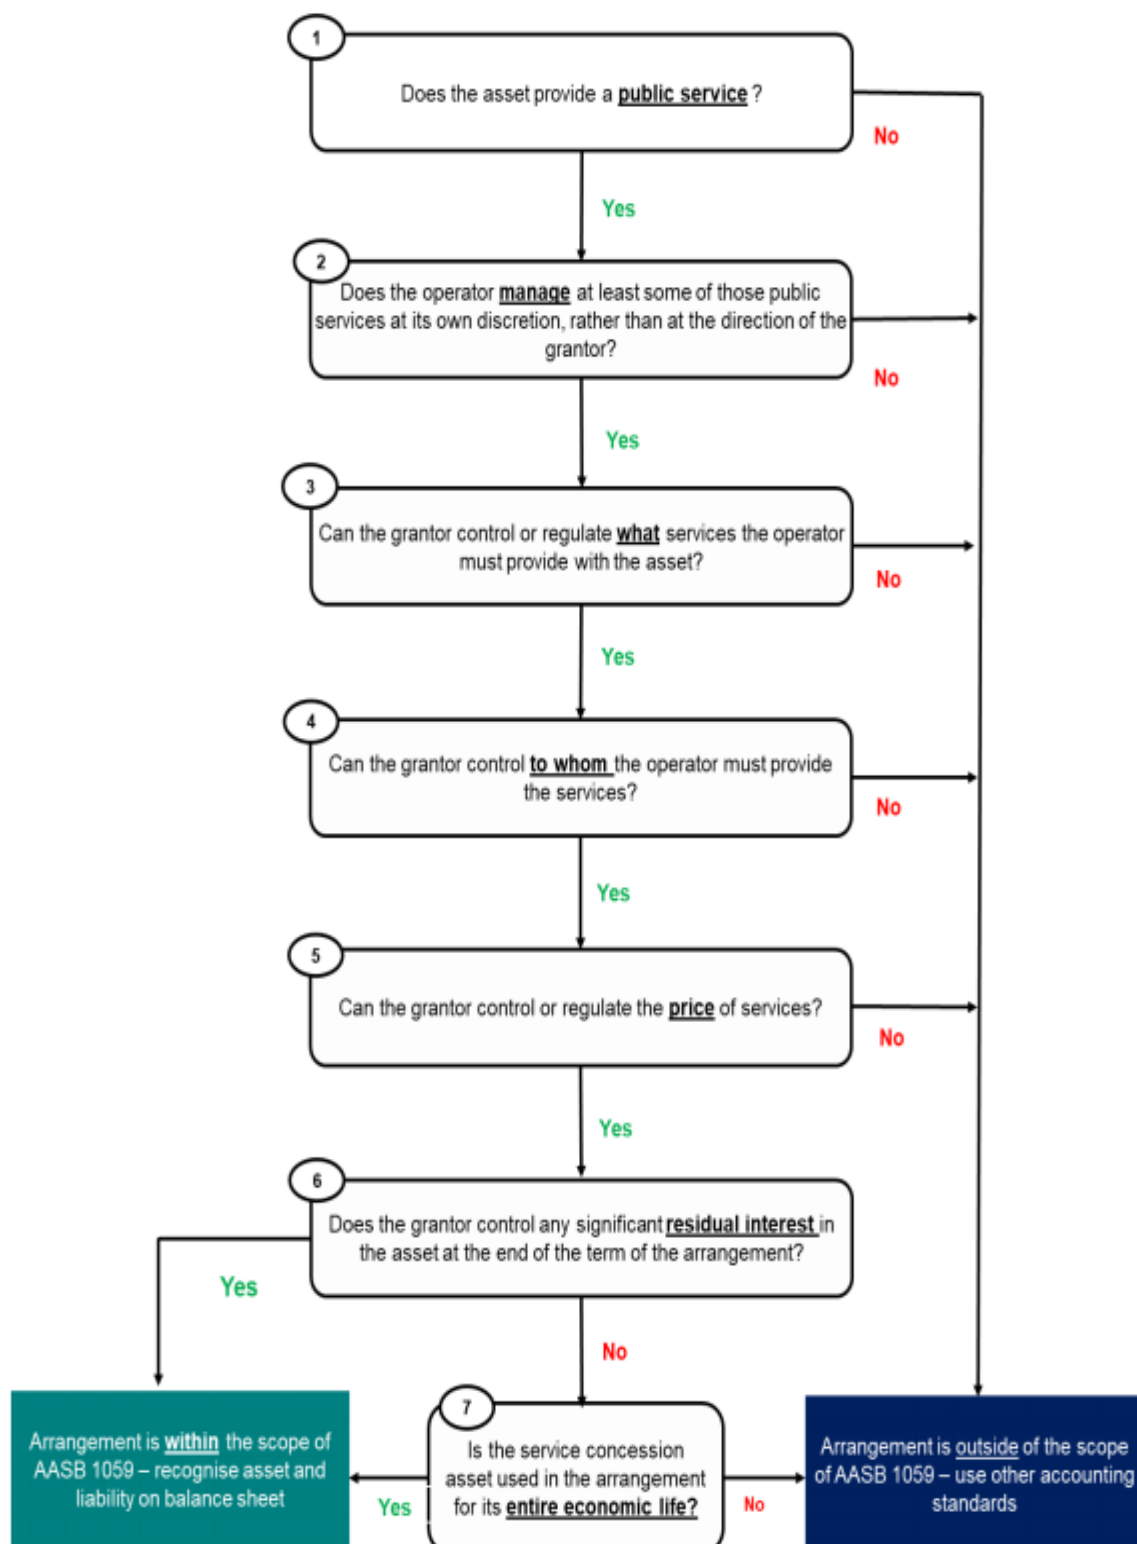 1
Does the asset provide a public service ?
No
Yes
2
Does the operator manage at least some of those public
services at its own discretion, rather than at the direction of the
grantor?
No
Yes
3
Can the grantor control or regulate what services the operator
must provide with the asset?
No
Yes
4
Can the grantor control to whom the operator must provide
the services?
No
Yes
5
Can the grantor control or regulate the price of services?
No
Yes
6
Does the grantor control any significant residual interest in
the asset at the end of the term of the arrangement?
Yes
No
Arrangement is within the scope of
AASB 1059 – recognise asset and
liability on balance sheet
Yes
7
Is the service concession
asset used in the arrangement
for its entire economic life?
No
Arrangement is outside of the scope
of AASB 1059 – use other accounting
standards